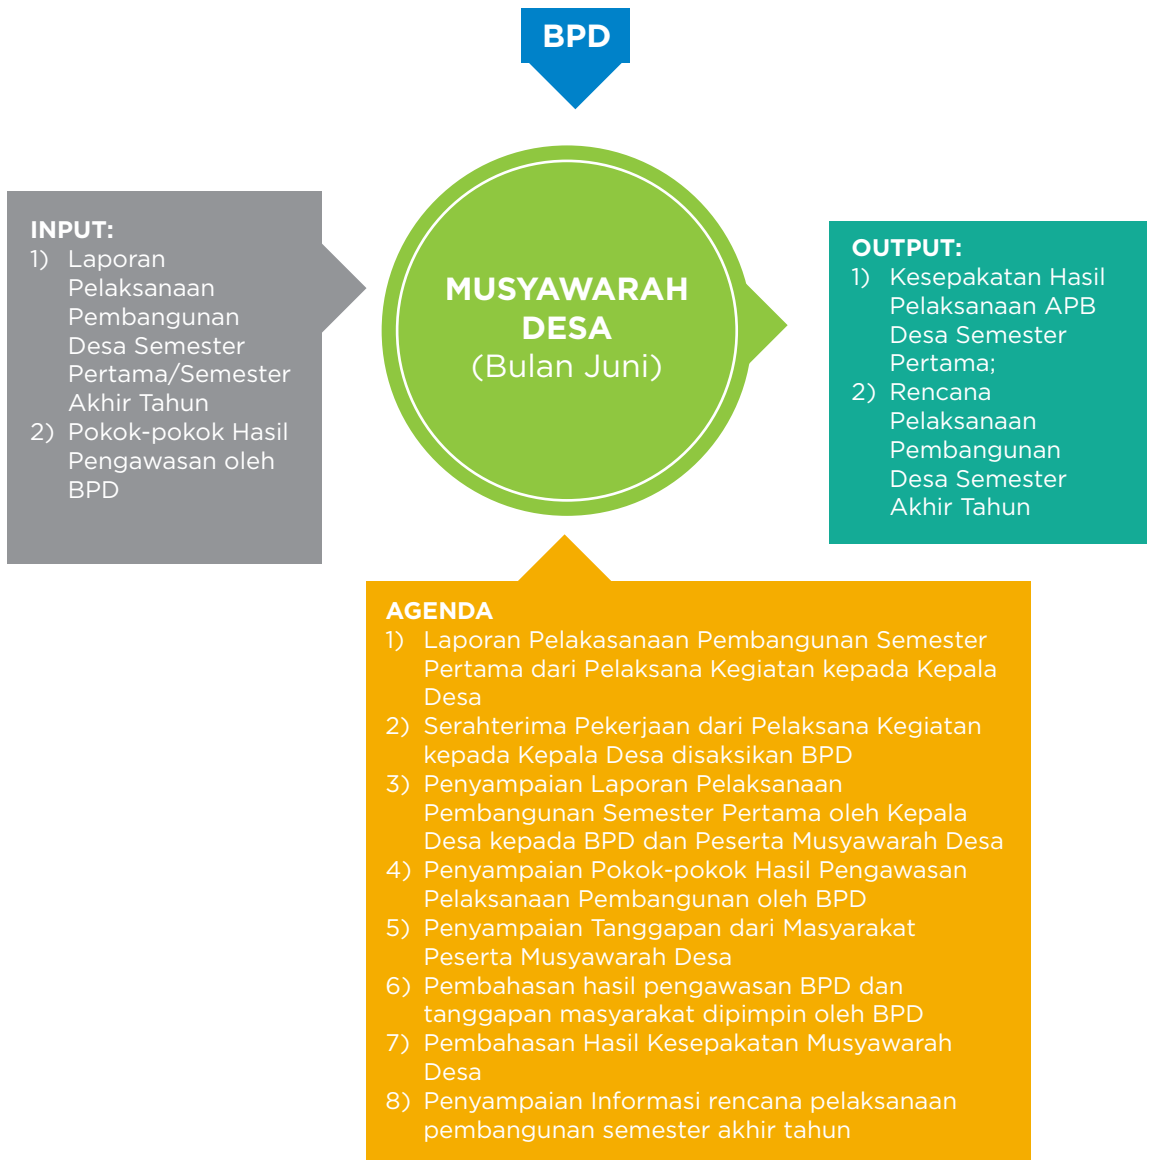 BPD
INPUT:
1) Laporan
Pelaksanaan
Pembangunan
Desa Semester
Pertama/Semester
Akhir Tahun
2) Pokok-pokok Hasil
Pengawasan oleh
BPD
MUSYAWARAH
DESA
(Bulan Juni)
OUTPUT:
1) Kesepakatan Hasil
Pelaksanaan APB
Desa Semester
Pertama;
2) Rencana
Pelaksanaan
Pembangunan
Desa Semester
Akhir Tahun
AGENDA
1) Laporan Pelakasanaan Pembangunan Semester
Pertama dari Pelaksana Kegiatan kepada Kepala
Desa
2) Serahterima Pekerjaan dari Pelaksana Kegiatan
kepada Kepala Desa disaksikan BPD
3) Penyampaian Laporan Pelaksanaan
Pembangunan Semester Pertama oleh Kepala
Desa kepada BPD dan Peserta Musyawarah Desa
4) Penyampaian Pokok-pokok Hasil Pengawasan
Pelaksanaan Pembangunan oleh BPD
5) Penyampaian Tanggapan dari Masyarakat
Peserta Musyawarah Desa
6) Pembahasan hasil pengawasan BPD dan
tanggapan masyarakat dipimpin oleh BPD
7) Pembahasan Hasil Kesepakatan Musyawarah
Desa
8) Penyampaian Informasi rencana pelaksanaan
pembangunan semester akhir tahun